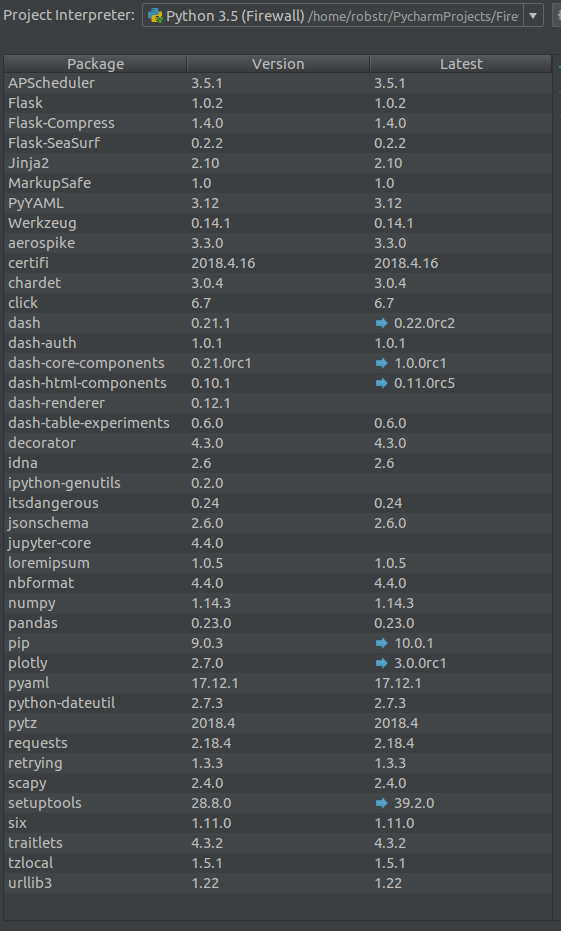 Project Interpreter: Python 3.5 (Firewall) /home/robstr/PycharmProjects/Fire
Package Version Latest
APScheduler 3.5.1 3.5.1
Flask 1.0.2 1.0.2
Flask-Compress 1.4.0 1.4.0
Flask-SeaSurf 0.2.2 0.2.2
Jinja2 2.10 2.10
MarkupSafe 1.0 1.0
PyYAML 3.12 3.12
Werkzeug 0.14.1 0.14.1
aerospike 3.3.0 3.3.0
certifi 2018.4.16 2018.4.16
chardet 3.0.4 3.0.4
click 6.7 6.7
dash 0.21.1 0.22.0rc2
dash-auth 1.0.1 1.0.1
dash-core-components 0.21.0rc1 1.0.0rc1
dash-html-components 0.10.1 0.11.0rc5
dash-renderer 0.12.1
dash-table-experiments 0.6.0 0.6.0
decorator 4.3.0 4.3.0
idna 2.6 2.6
ipython-genutils 0.2.0
itsdangerous 0.24 0.24
jsonschema 2.6.0 2.6.0
jupyter-core 4.4.0
loremipsum 1.0.5 1.0.5
nbformat 4.4.0 4.4.0
numpy 1.14.3 1.14.3
pandas 0.23.0 0.23.0
pip 9.0.3 10.0.1
plotly 2.7.0 3.0.0rc1
pyaml 17.12.1 17.12.1
python-dateutil 2.7.3 2.7.3
pytz 2018.4 2018.4
requests 2.18.4 2.18.4
retrying 1.3.3 1.3.3
scapy 2.4.0 2.4.0
setuptools 28.8.0 39.2.0
six 1.11.0 1.11.0
traitlets 4.3.2 4.3.2
tzlocal 1.5.1 1.5.1
urllib3 1.22 1.22